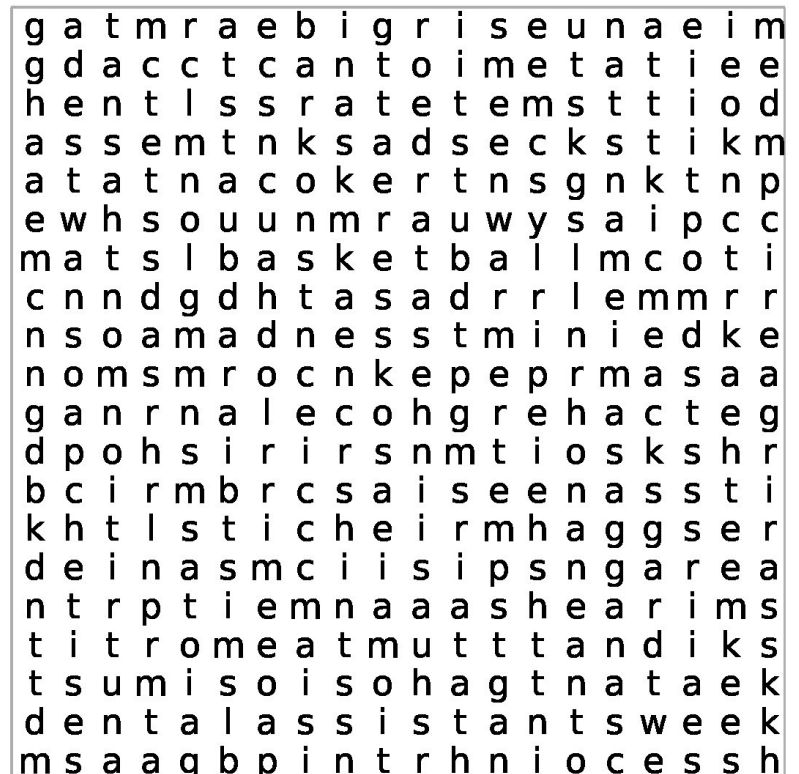 g a t m r a e b i g r i s e u n a e i m
g d a c c t c a n t o i m e t a t i e e
h e n t l s s r a t e t e m s t t i o d
a s s e m t n k s a d s e c k s t i k m
a t a t n a c o k e r t n s g n k t n p
e w h s o u u n m r a u w y s a i p c c
m a t s l b a s k e t b a l l m c o t i
c n n d g d h t a s a d r r l e m m r r
n s o a m a d n e s s t m i n i e d k e
n o m s m r o c n k e p e p r m a s a a
g a n r n a l e c o h g r e h a c t e g
d p o h s i r i r s n m t i o s k s h r
b c i r m b r c s a i s e e n a s s t i
k h t l s t i c h e i r m h a g g s e r
d e i n a s m c i i s i p s n g a r e a
n t r p t i e m n a a a s h e a r i m s
t i t r o m e a t m u t t t a n d i k s
t s u m i s o i s o h a g t n a t a e k
d e n t a l a s s i s t a n t s w e e k
m s a a g b p i n t r h n i o c e s s h